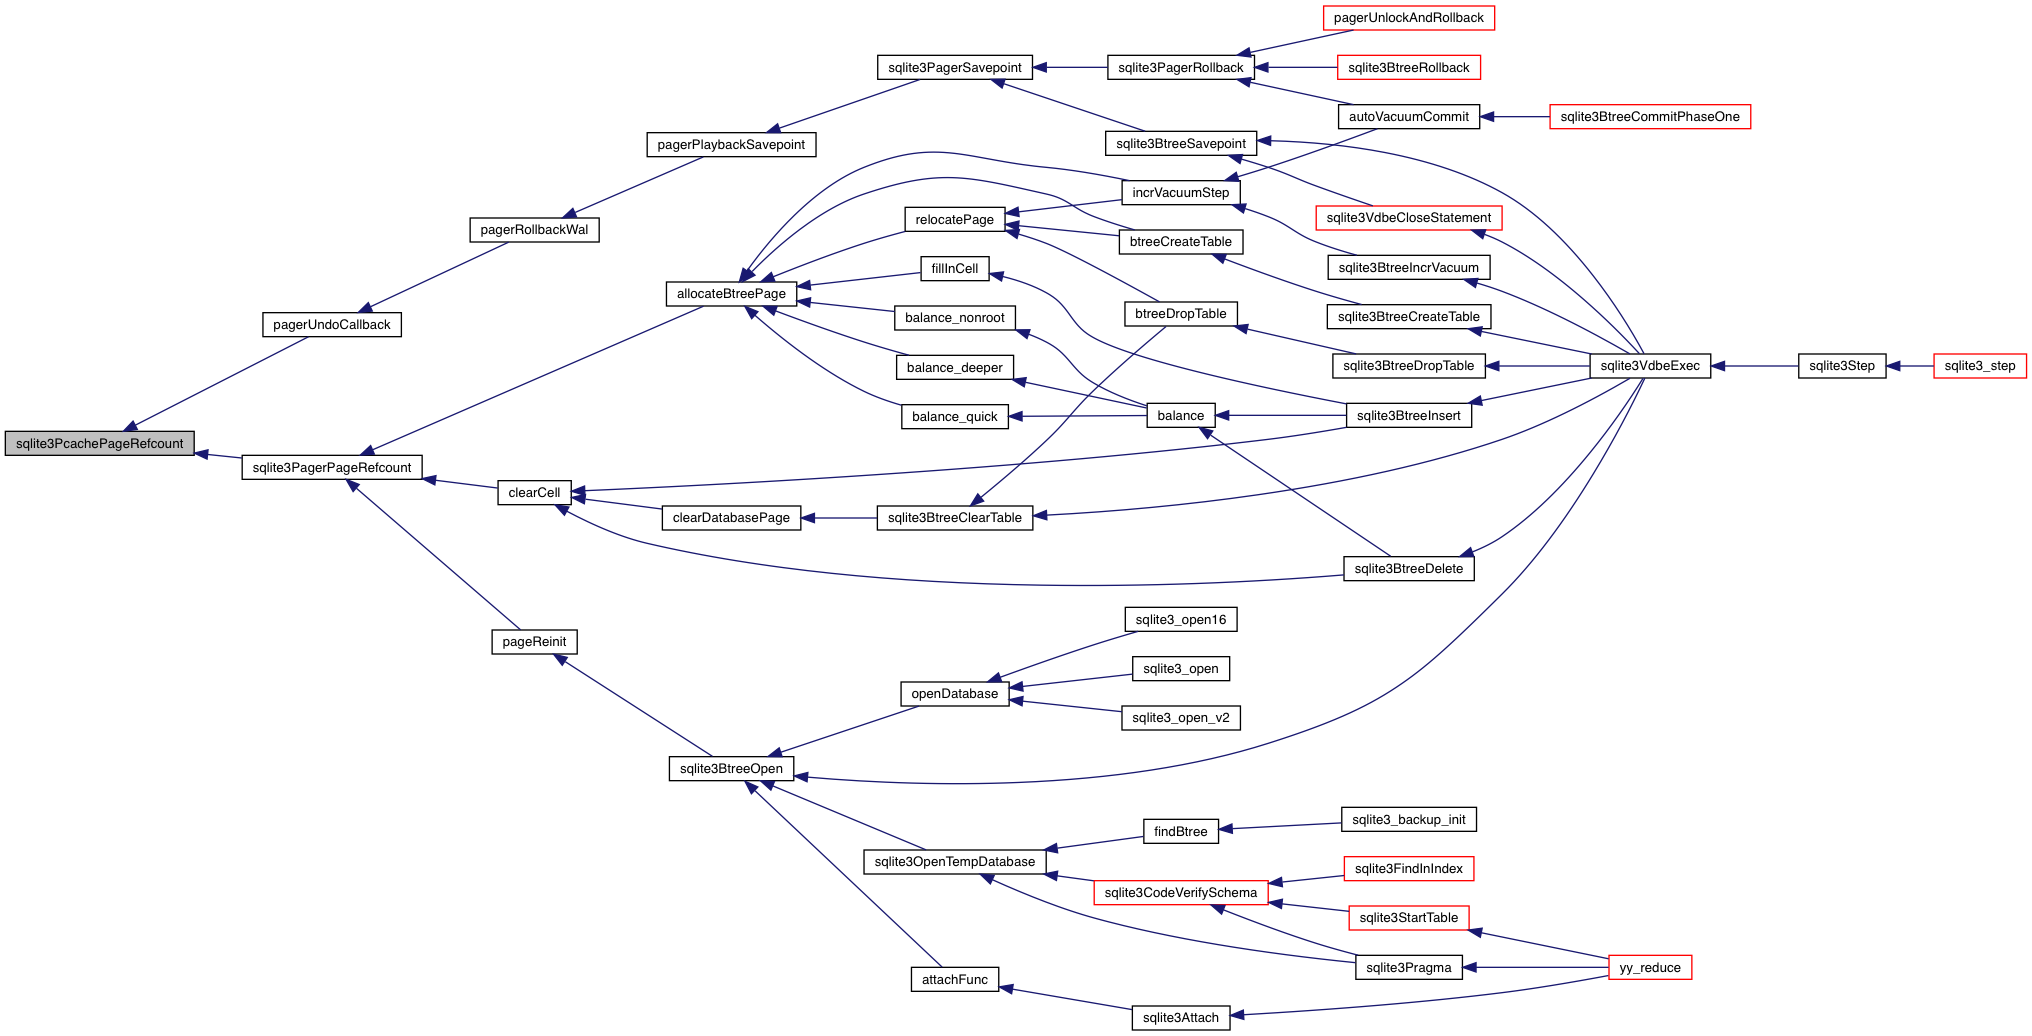 pagerUnlockAndRollback
sqlite3PagerSavepoint
sqlite3PagerRollback
sqlite3BtreeRollback
autoVacuumCommit
sqlite3BtreeCommitPhaseOne
pagerPlaybackSavepoint
sqlite3BtreeSavepoint
incrVacuumStep
pagerRollbackWal
relocatePage
sqlite3VdbeCloseStatement
btreeCreateTable
fillInCell
sqlite3BtreeIncrVacuum
allocateBtreePage
pagerUndoCallback
balance_nonroot
btreeDropTable
sqlite3BtreeCreateTable
balance_deeper
sqlite3BtreeDropTable
sqlite3VdbeExec
sqlite3Step
sqlite3_step
balance_quick
balance
sqlite3BtreeInsert
sqlite3PcachePageRefcount
sqlite3PagerPageRefcount
clearCell
clearDatabasePage
sqlite3BtreeClearTable
sqlite3BtreeDelete
sqlite3_open16
pageReinit
sqlite3_open
openDatabase
sqlite3_open_v2
sqlite3BtreeOpen
sqlite3_backup_init
findBtree
sqlite3OpenTempDatabase
sqlite3FindInIndex
sqlite3CodeVerifySchema
sqlite3StartTable
sqlite3Pragma
yy_reduce
attachFunc
sqlite3Attach